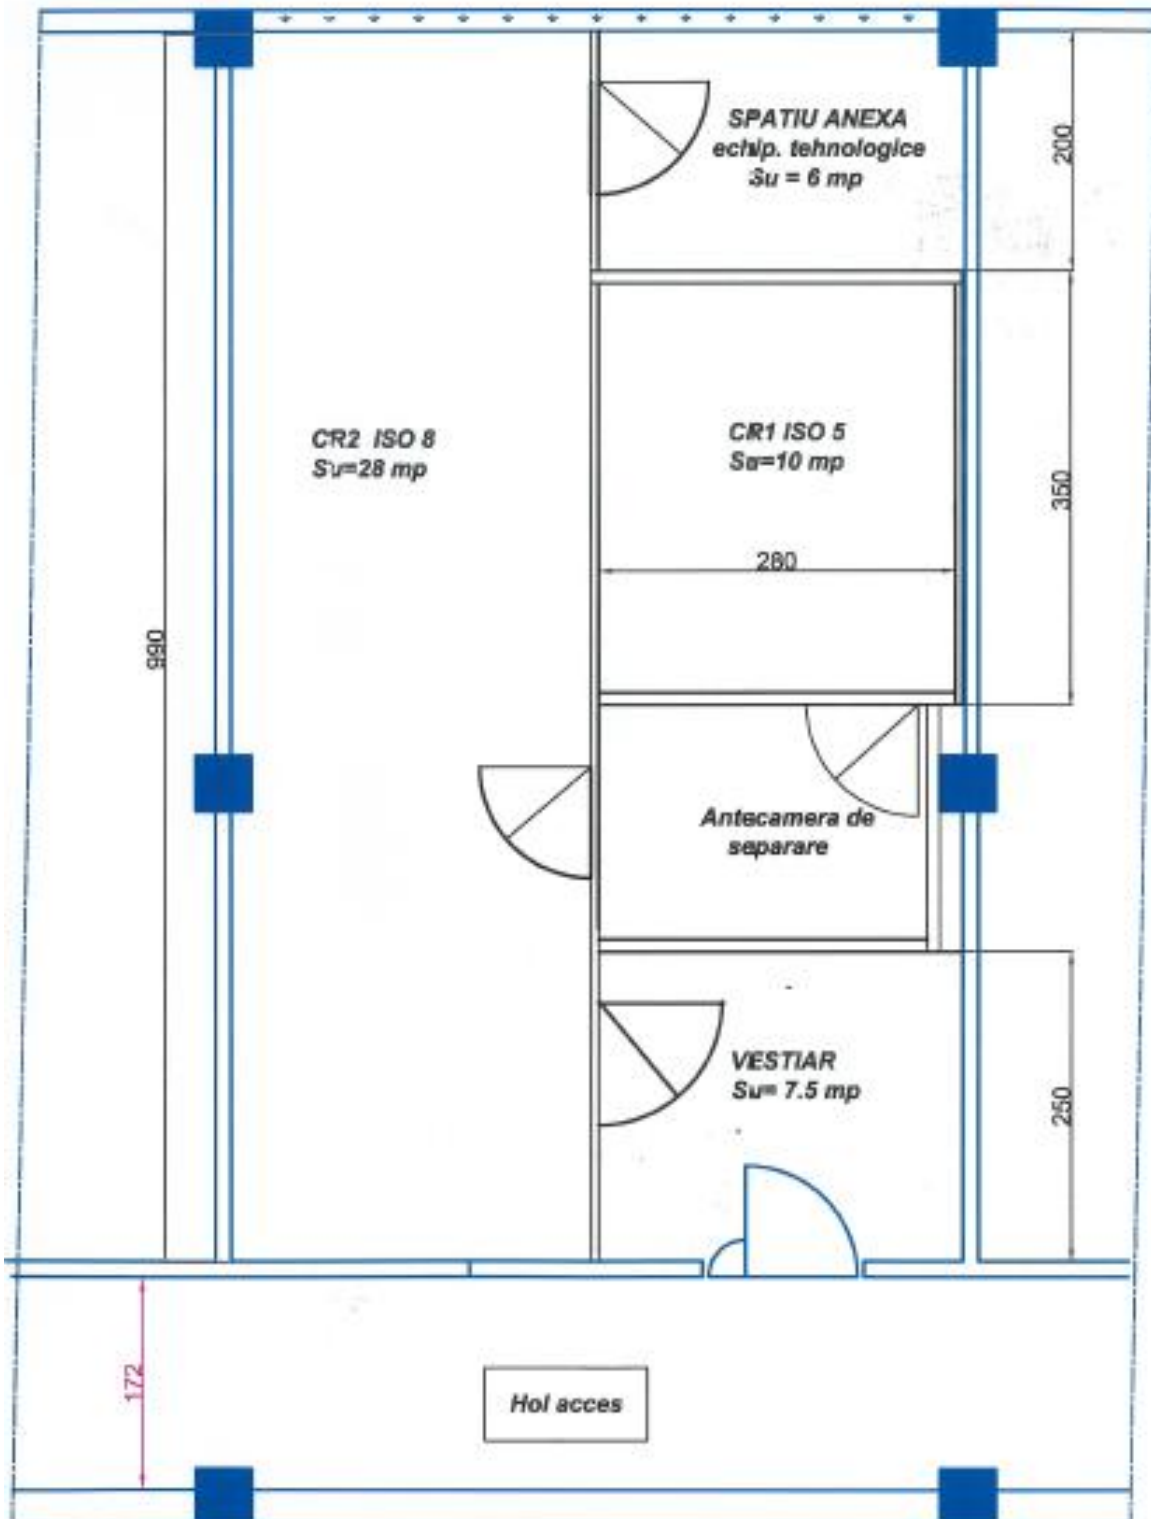 SPATIU ANEXA
echip. tehnologice
Su = 6 mp
200
CR2 ISO 8
Su=28 mp
CR1 ISO 5
Su=10 mp
350
280
990
Antecamera de
separare
VESTIAR
Su= 7.5 mp
250
172
Hol acces